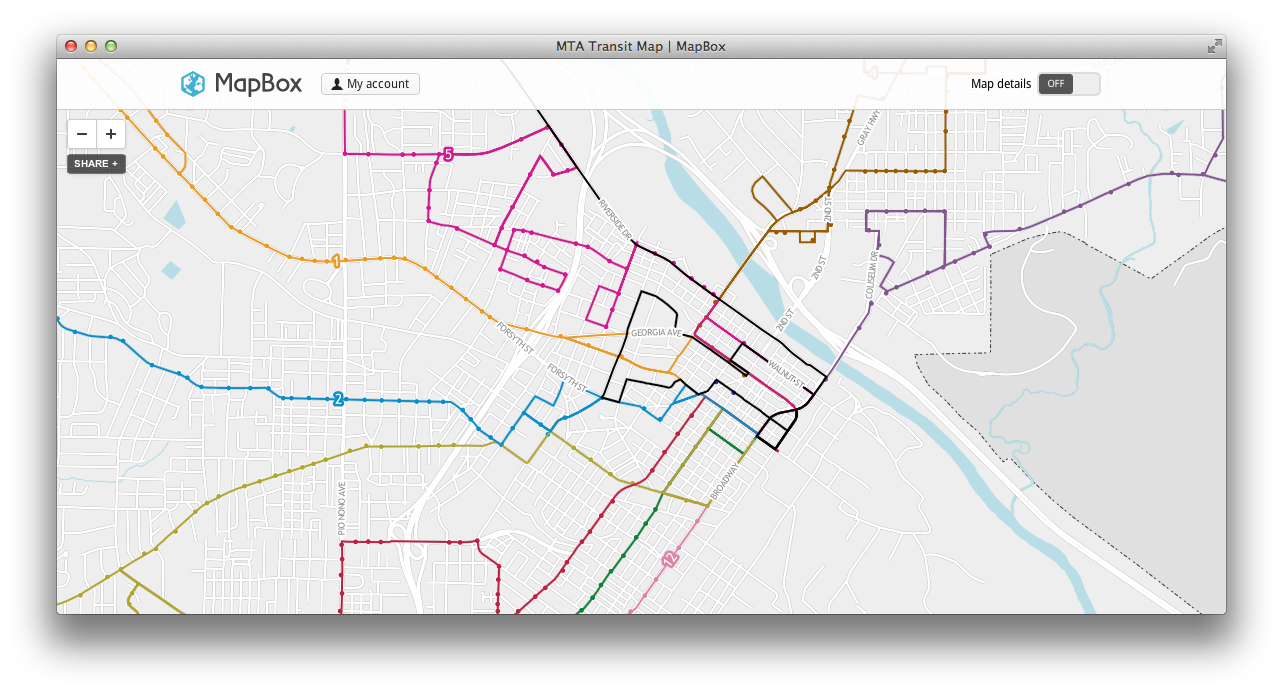 MTA Transit Map | MapBox
MapBox
My account
Map details
OFF
−
+
SHARE +
GRAY HWY
5
RIVERSIDE DR
2ND ST
1
2ND ST
COLISEUM DR
2ND ST
FORSYTH ST
GEORGIA AVE
FORSYTH ST
WALNUT ST
2
BROADWAY
PIO NONO AVE
12